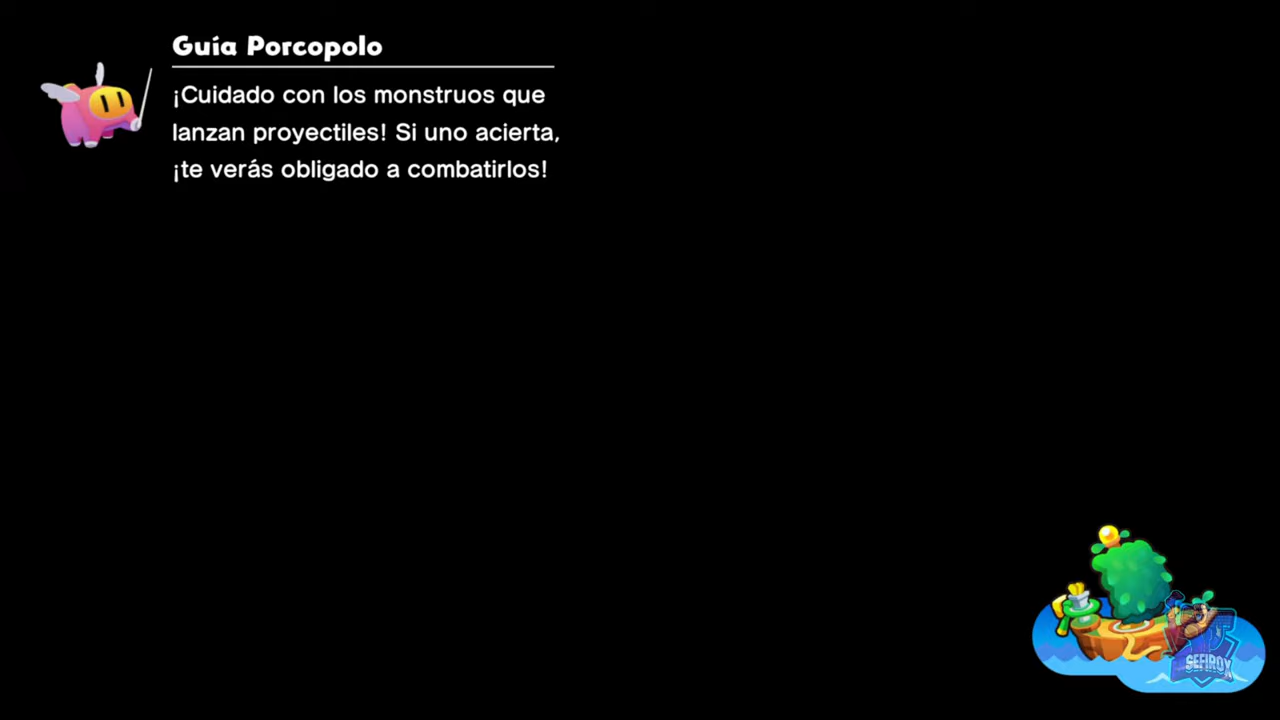 Guía Porcopolo
¡Cuidado con los monstruos que
lanzan proyectiles! Si uno acierta,
¡te verás obligado a combatirlos!
SEFIROX